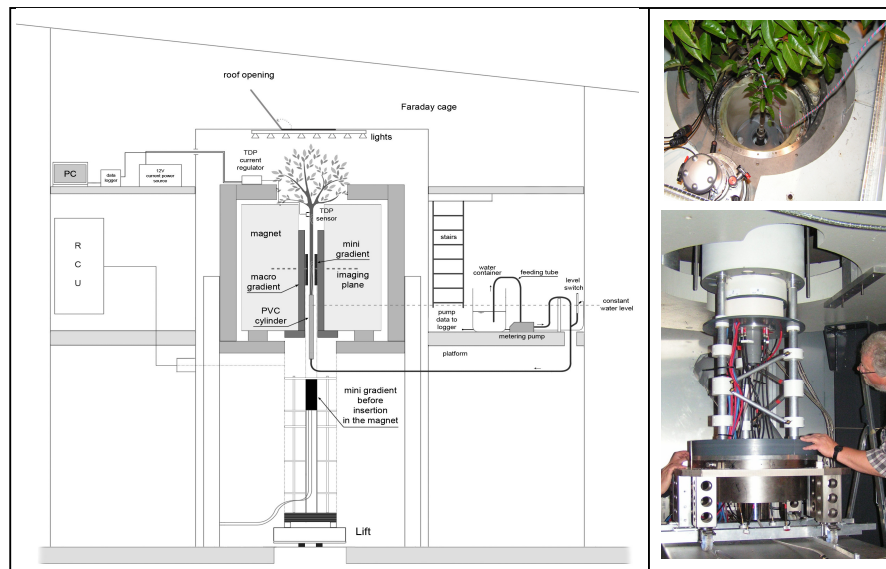 roof opening
Faraday cage
lights
TDP
current
regulator
PC
data
logger
12V
current power
source
TDP
sensor
magnet
mini
gradient
macro
gradient
imaging
plane
PVC
cylinder
R
C
U
stairs
water
container
feeding tube
level
switch
constant
water level
pump
data to
logger
metering pump
platform
mini gradient
before
insertion
in the magnet
Lift